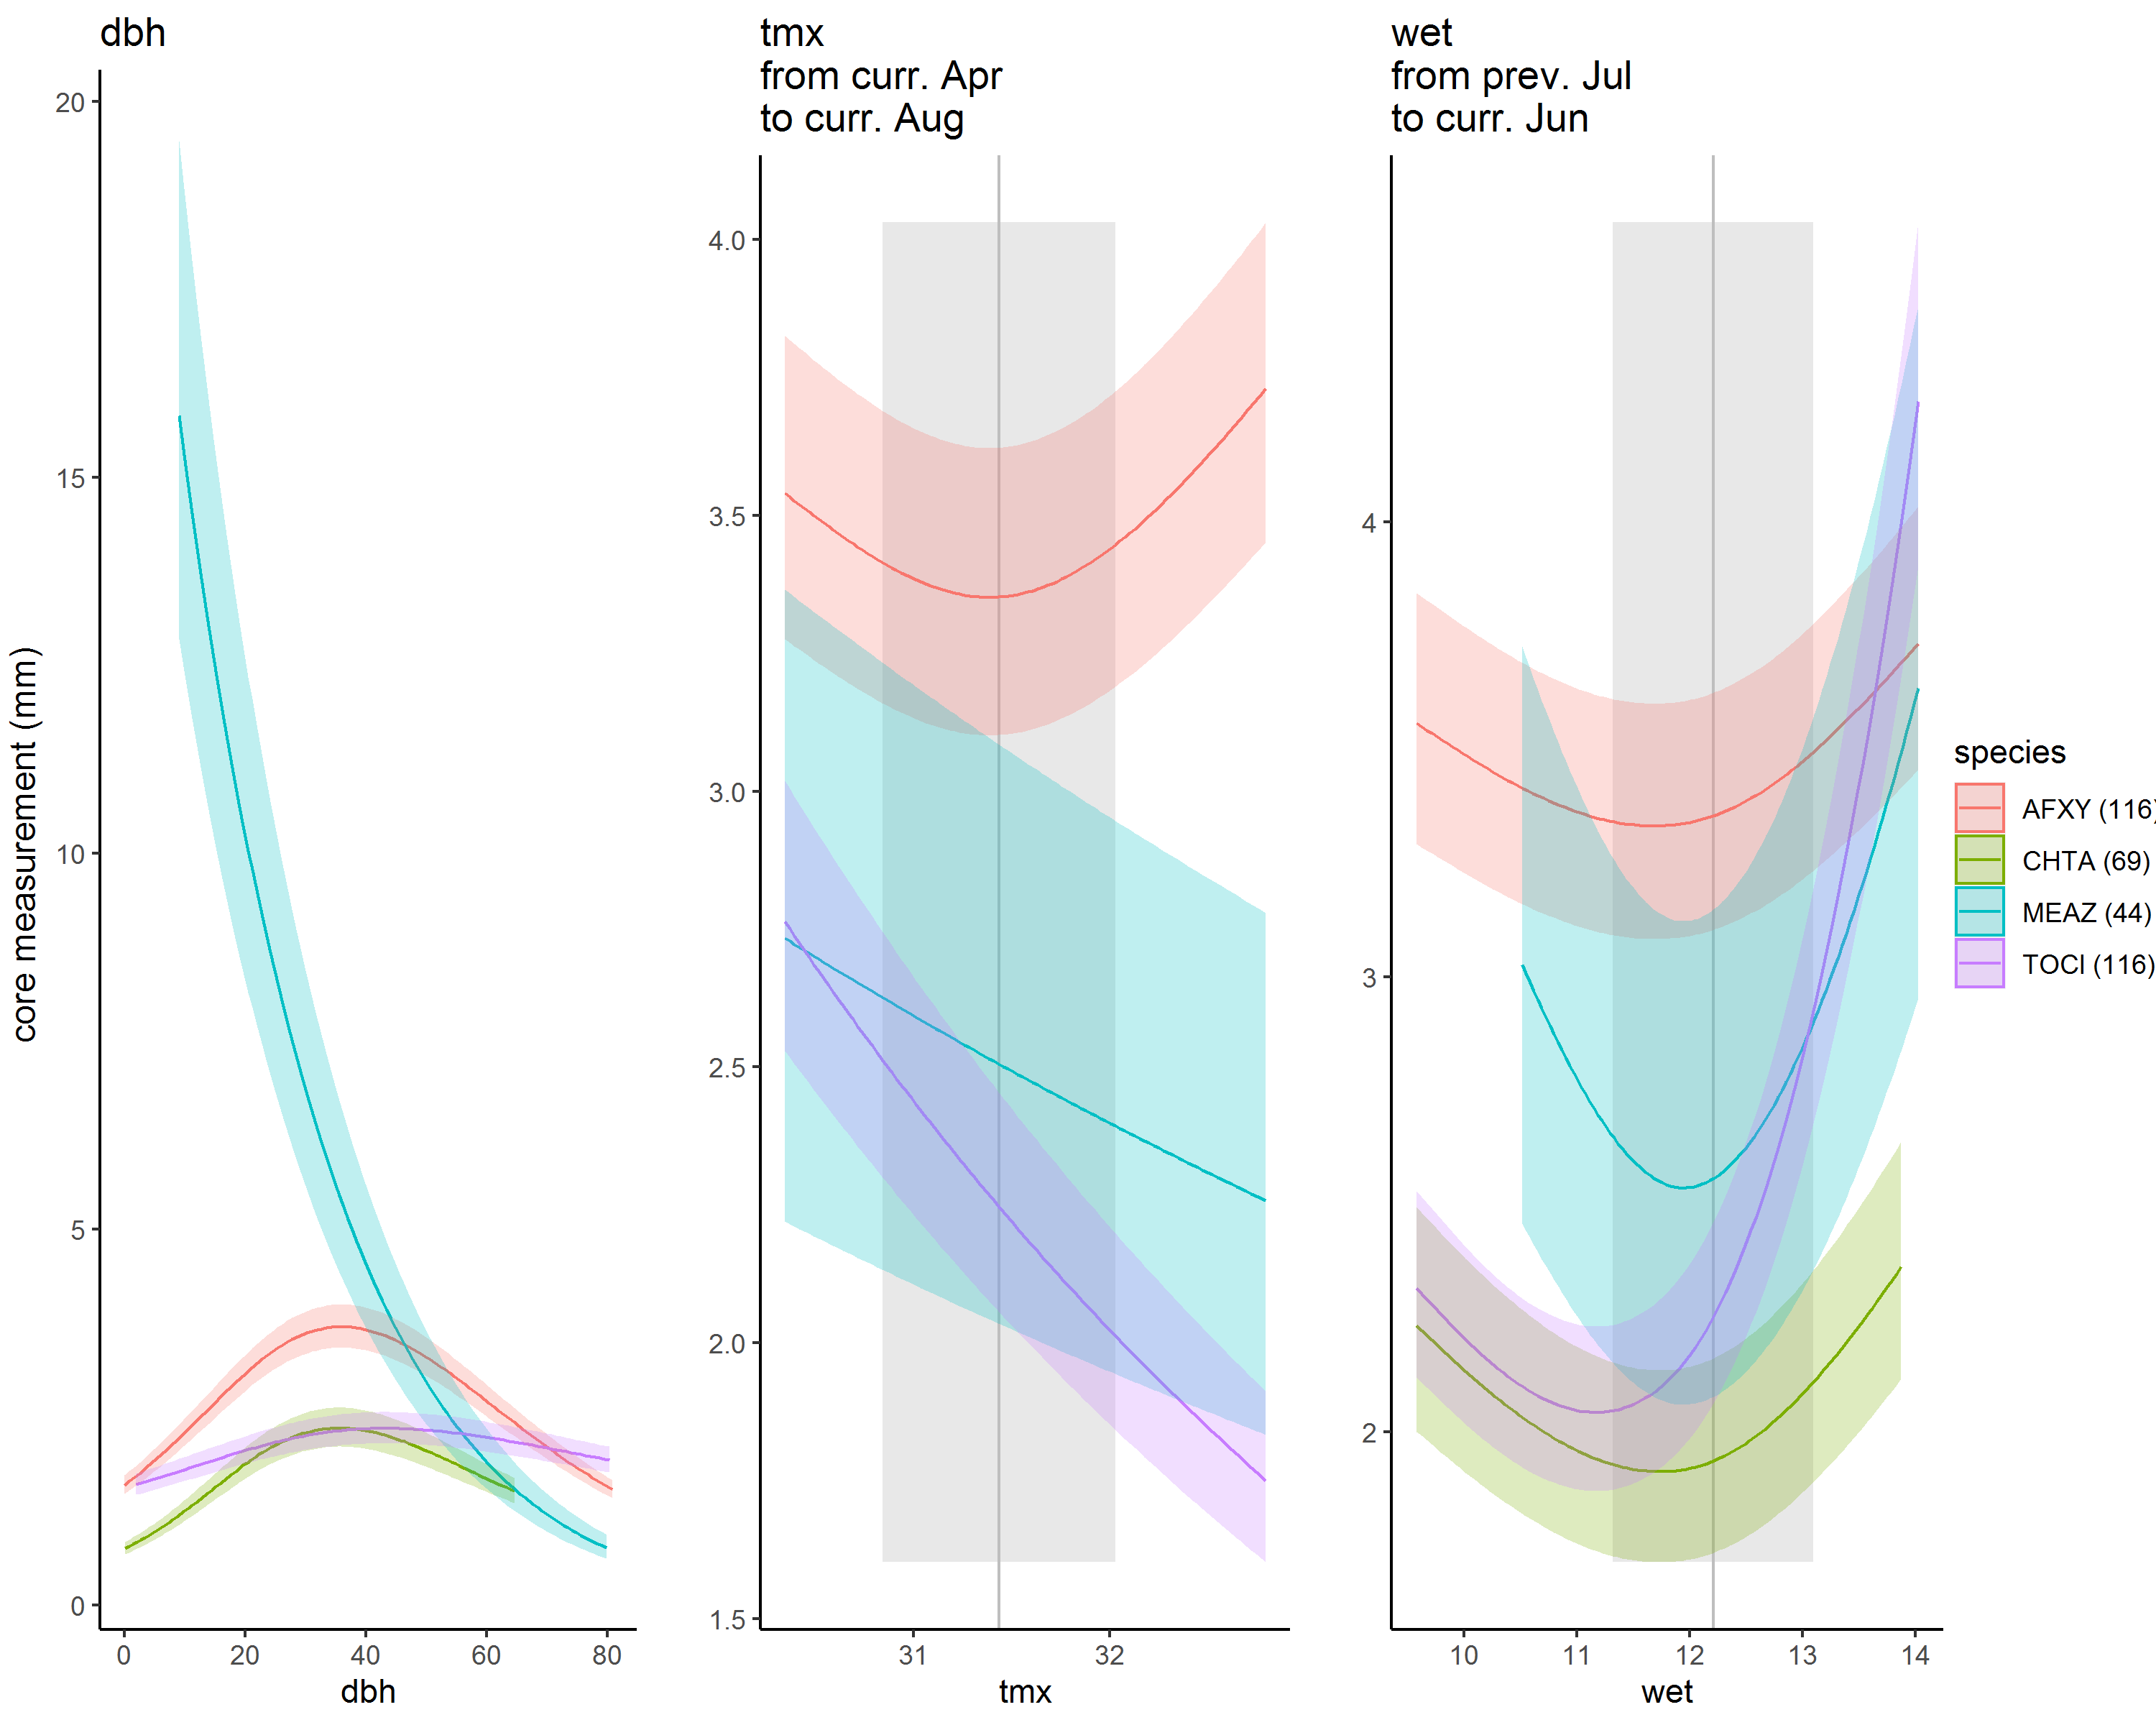 dbh
20
15
10
5
0
0 20 40 60 80
dbh
core measurement (mm)
tmx
from curr. Apr
to curr. Aug
4.0
3.5
3.0
2.5
2.0
1.5
31 32
tmx
wet
from prev. Jul
to curr. Jun
4
3
2
10 11 12 13 14
wet
species
AFXY (116)
CHTA (69)
MEAZ (44)
TOCI (116)